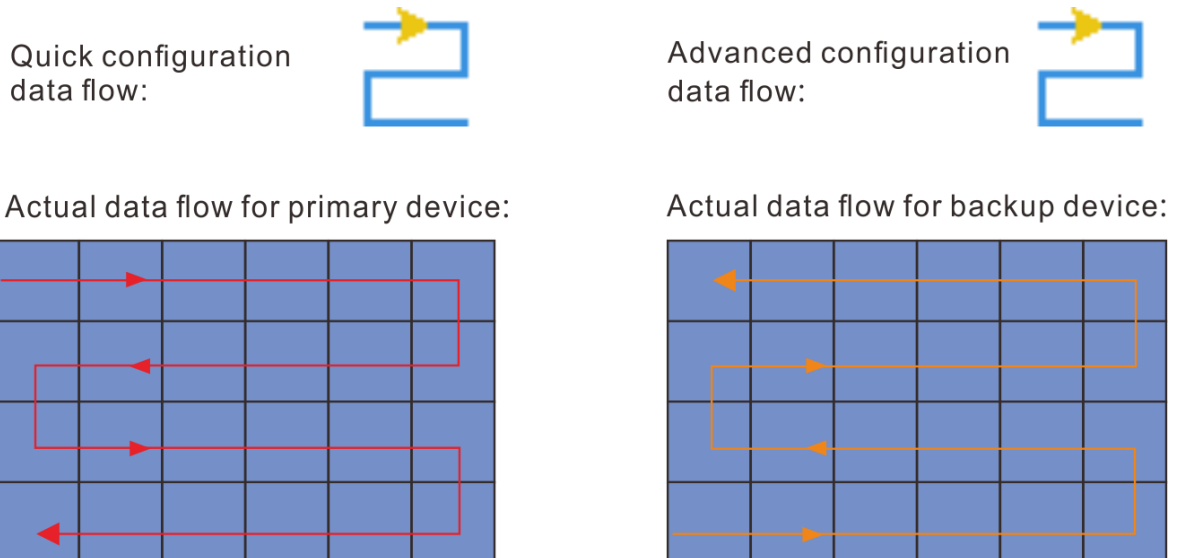 Quick configuration
data flow:
Advanced configuration
data flow:
Actual data flow for primary device:
Actual data flow for backup device: